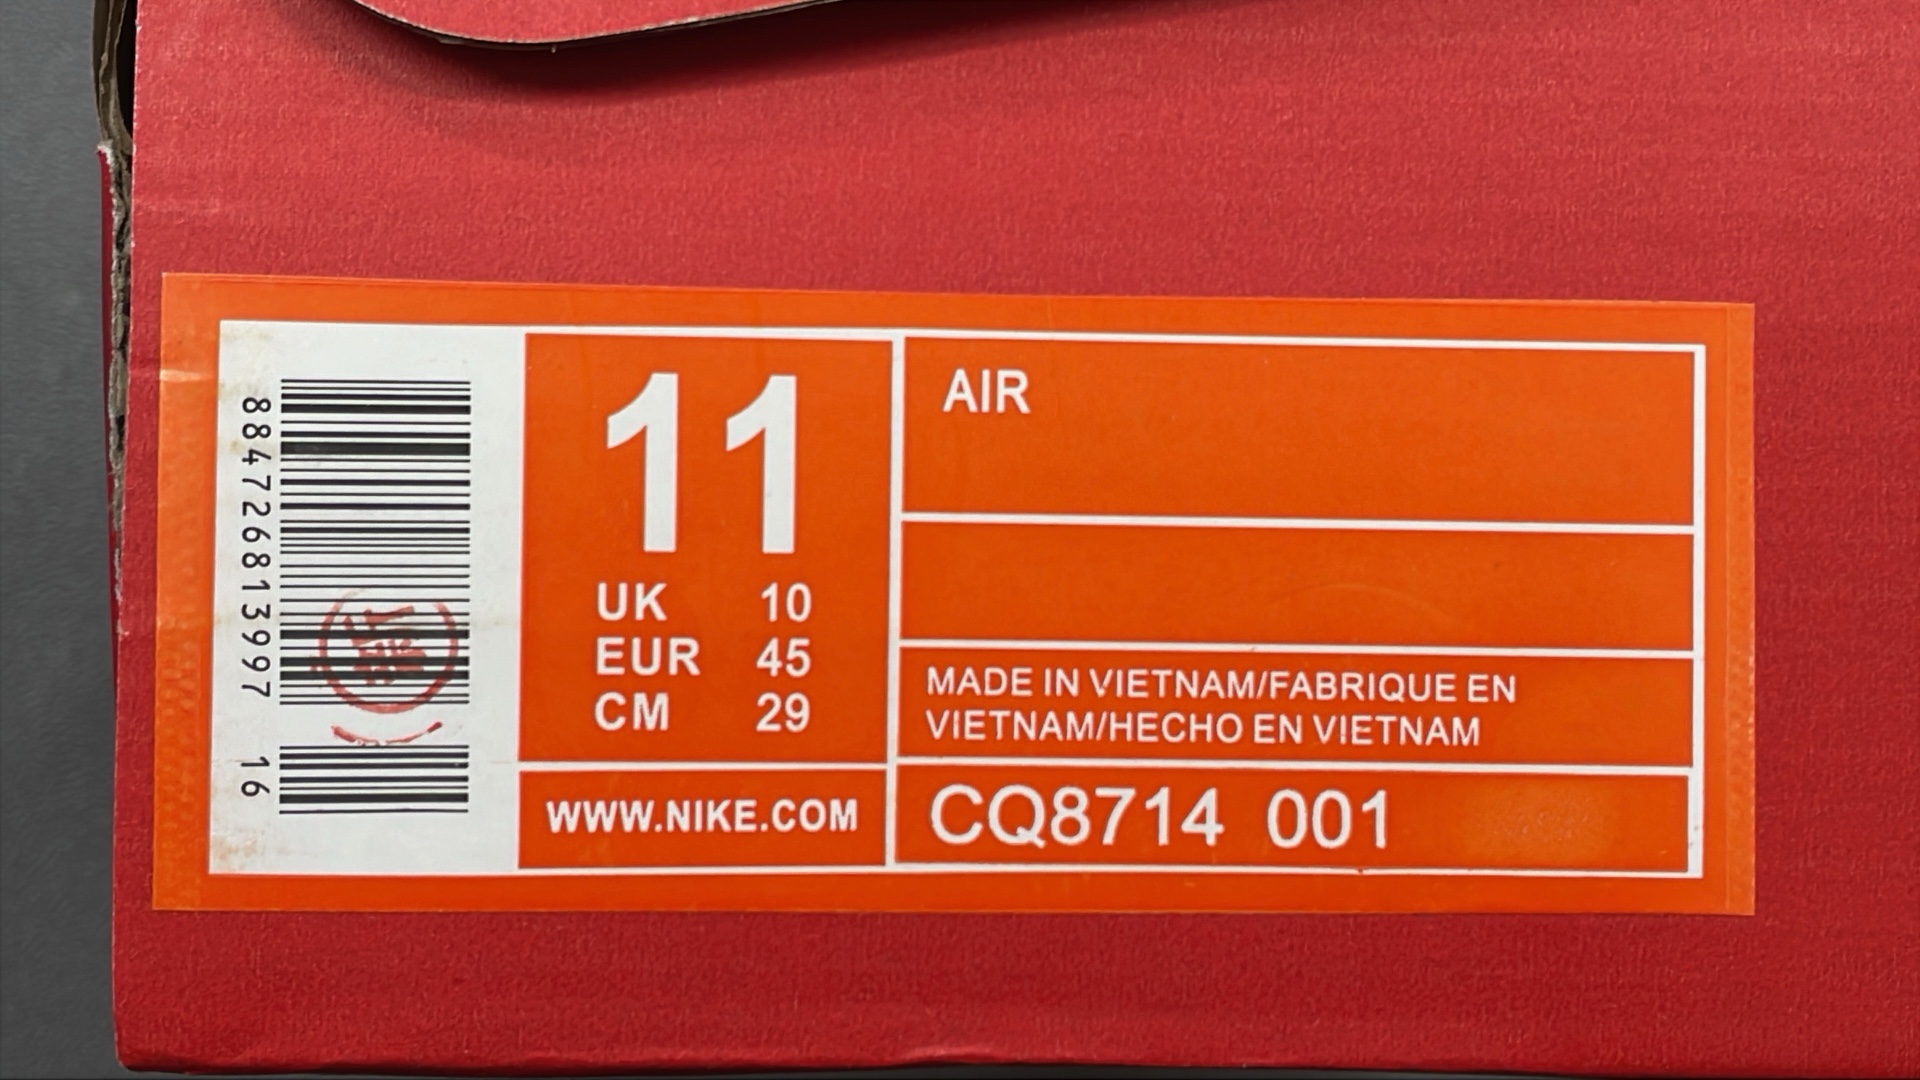 884726813997 16
11
UK 10
EUR 45
CM 29
WWW.NIKE.COM
AIR
MADE IN VIETNAM/FABRIQUE EN
VIETNAM/HECHO EN VIETNAM
CQ8714 001